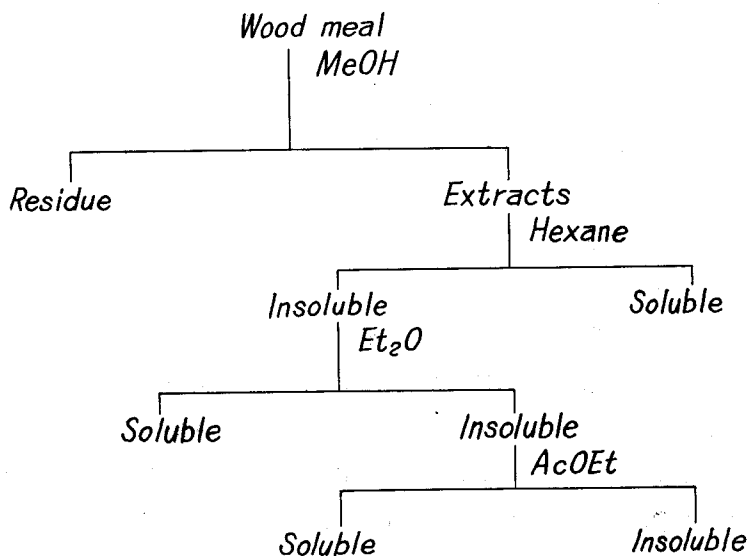 Wood meal
MeOH
Residue
Extracts
Hexane
Insoluble
Soluble
Et₂O
Soluble
Insoluble
AcOEt
Soluble
Insoluble